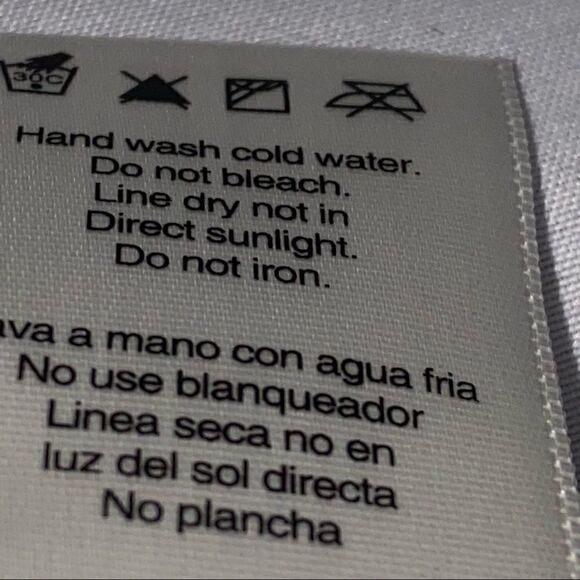 30C
Hand wash cold water.
Do not bleach.
Line dry not in
Direct sunlight.
Do not iron.
ava a mano con agua fria
No use blanqueador
Linea seca no en
luz del sol directa
No plancha